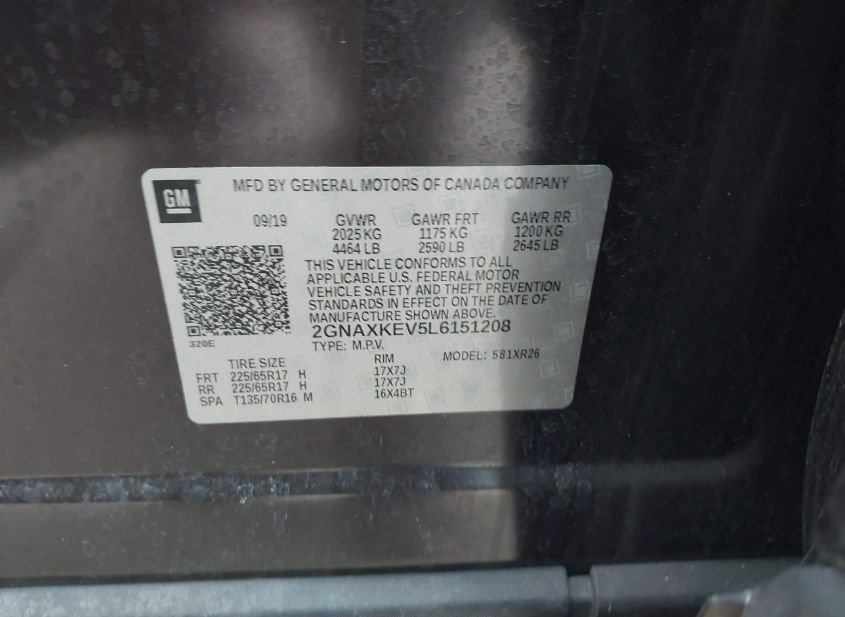 GM
MFD BY GENERAL MOTORS OF CANADA COMPANY
09/19 GVWR GAWR FRT GAWR RR
2025 KG 1175 KG 1200 KG
4464 LB 2590 LB 2645 LB
THIS VEHICLE CONFORMS TO ALL
APPLICABLE U.S. FEDERAL MOTOR
VEHICLE SAFETY AND THEFT PREVENTION
STANDARDS IN EFFECT ON THE DATE OF
MANUFACTURE SHOWN ABOVE.
2GNAXKEV5L6151208
320E
TYPE: M.P.V. MODEL: 581XR26
TIRE SIZE RIM
FRT 225/65R17 H 17X7J
RR 225/65R17 H 17X7J
SPA T135/70R16 M 16X4BT